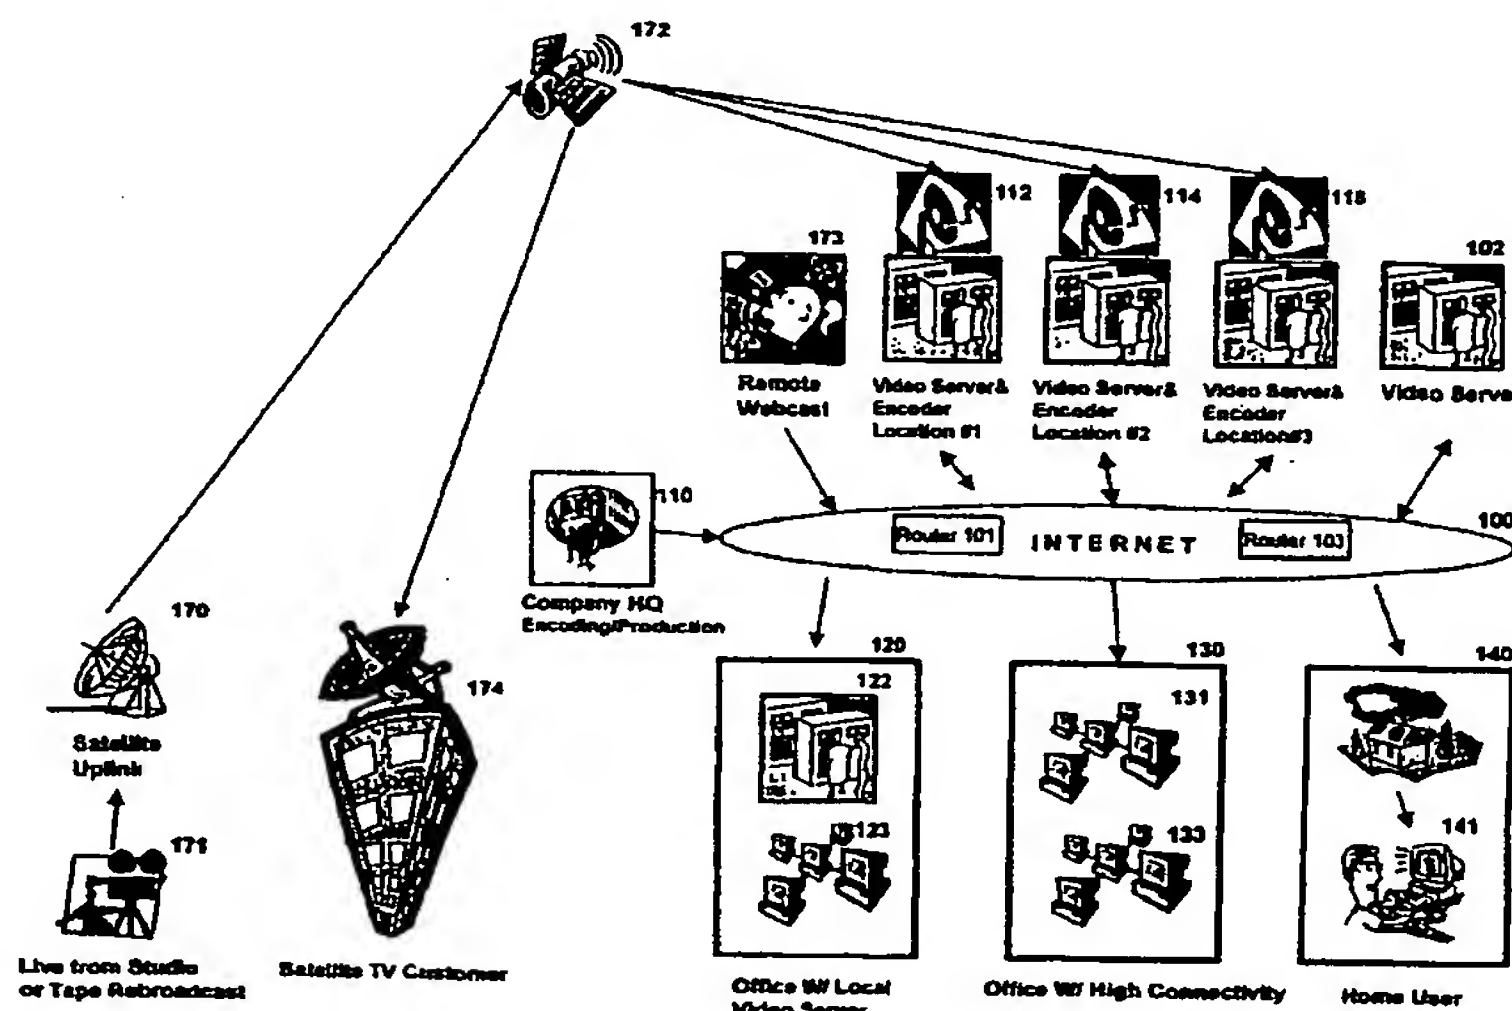 172
112
114
118
173
102
Remote
Webcast
Video Server&
Encoder
Location #1
Video Server&
Encoder
Location #2
Video Server&
Encoder
Location#3
Video Serve
110
100
Router 101
INTERNET
Router 103
Company HQ
Encoding/Production
170
120
130
140
174
122
131
Satellite
Uplink
171
123
133
141
Live from Studio
or Tape Rebroadcast
Satellite TV Customer
Office W/ Local
Video Server
Office W/ High Connectivity
Home User